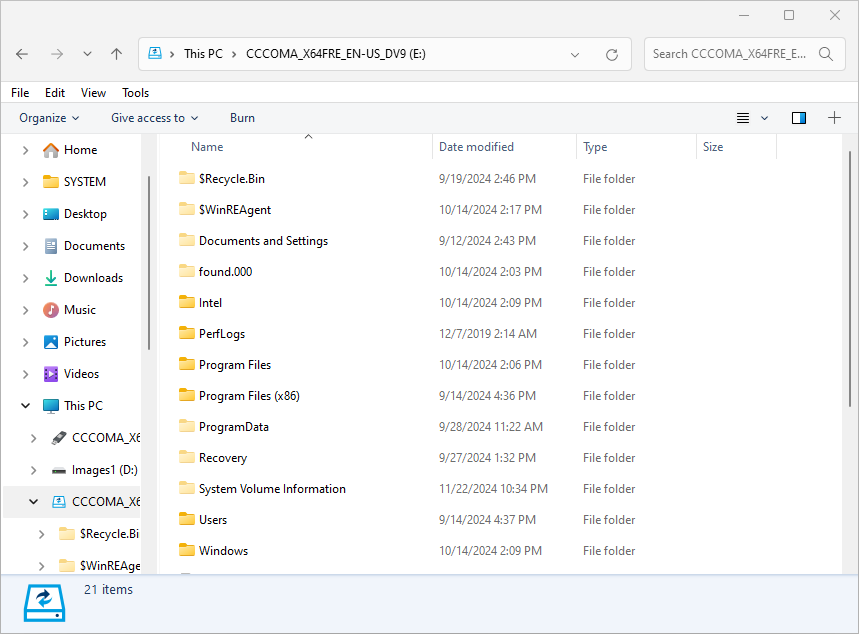 This PC
CCCOMA_X64FRE_EN-US_DV9 (E:)
Search CCCOMA_X64FRE_E...
File Edit View Tools
Organize Give access to Burn
Name Date modified Type Size
Home
SYSTEM
Desktop
Documents
Downloads
Music
Pictures
Videos
This PC
CCCOMA_X6
Images1 (D:)
CCCOMA_X6
$Recycle.Bi
$WinREAge
$Recycle.Bin 9/19/2024 2:46 PM File folder
$WinREAgent 10/14/2024 2:17 PM File folder
Documents and Settings 9/12/2024 2:43 PM File folder
found.000 10/14/2024 2:03 PM File folder
Intel 10/14/2024 2:09 PM File folder
PerfLogs 12/7/2019 2:14 AM File folder
Program Files 10/14/2024 2:06 PM File folder
Program Files (x86) 9/14/2024 4:36 PM File folder
ProgramData 9/28/2024 11:22 AM File folder
Recovery 9/27/2024 1:32 PM File folder
System Volume Information 11/22/2024 10:34 PM File folder
Users 9/14/2024 4:37 PM File folder
Windows 10/14/2024 2:09 PM File folder
21 items